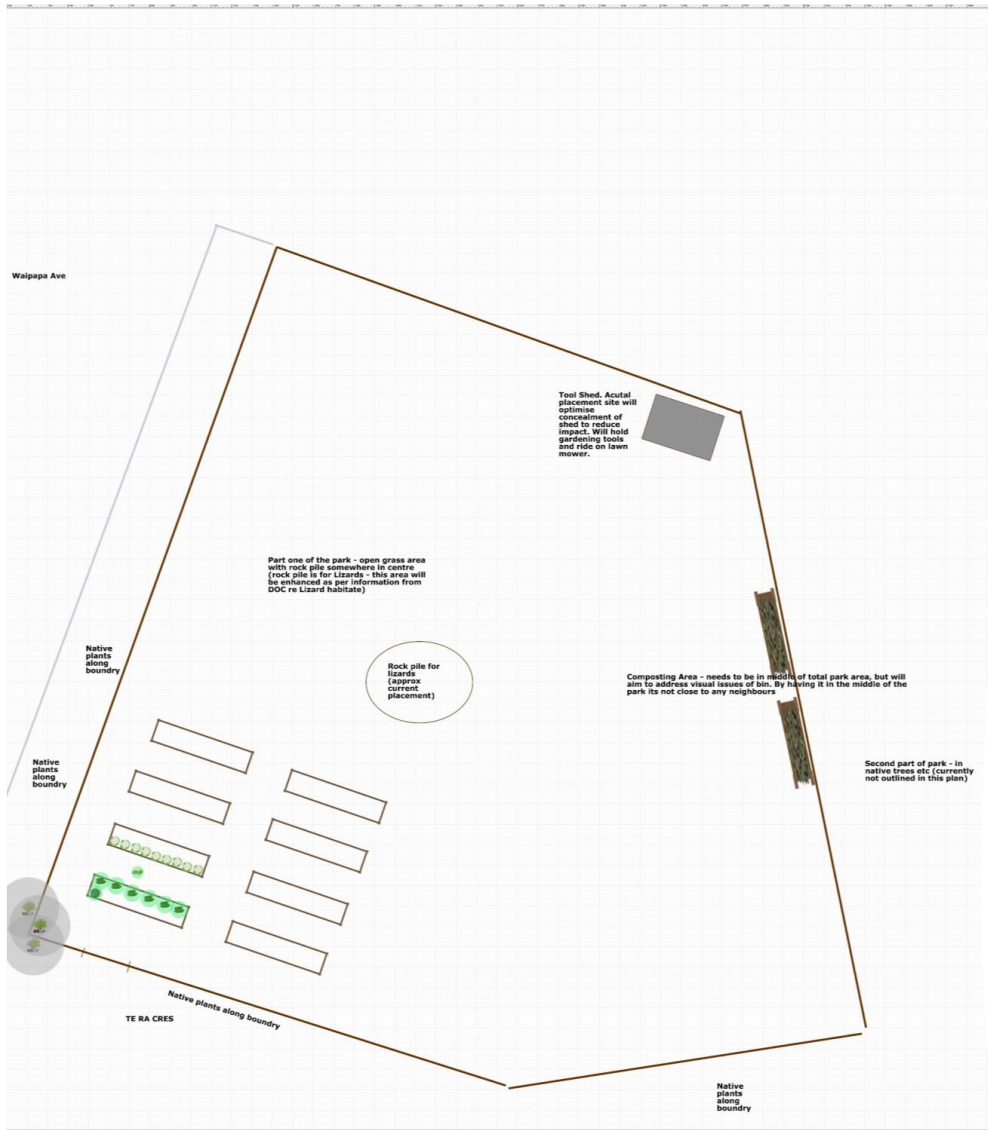 Waipapa Ave
Tool Shed. Acutal
placement site will
optimise
concealment of
shed to reduce
impact. Will hold
gardening tools
and ride on lawn
mower.
Part one of the park - open grass area
with rock pile somewhere in centre
(rock pile is for Lizards - this area will
be enhanced as per information from
DOC re Lizard habitate)
Native
plants
along
boundry
Rock pile for
lizards
(approx
current
placement)
Composting Area - needs to be in middle of total park area, but will
aim to address visual issues of bin. By having it in the middle of the
park its not close to any neighbours
Native
plants
along
boundry
Second part of park - in
native trees etc (currently
not outlined in this plan)
Native plants along boundry
TE RA CRES
Native
plants
along
boundry